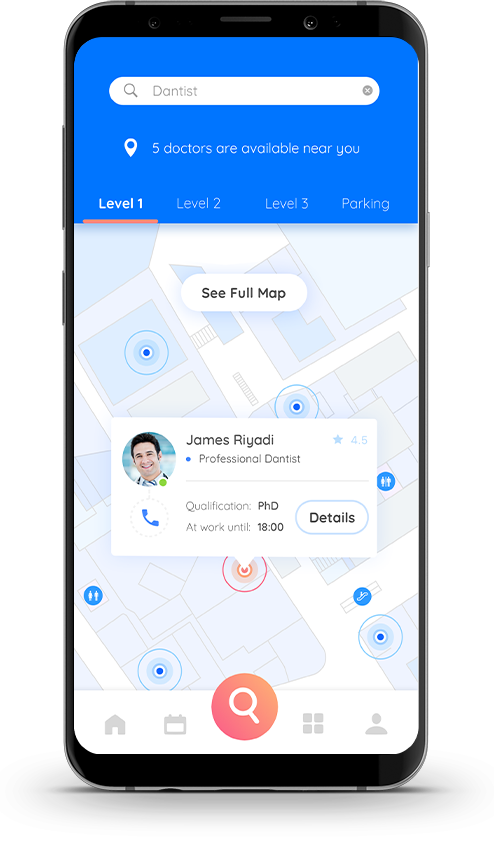 Dantist
5 doctors are available near you
Level 1 Level 2 Level 3 Parking
See Full Map
James Riyadi 4.5
Professional Dantist
Qualification: PhD
At work until: 18:00
Details